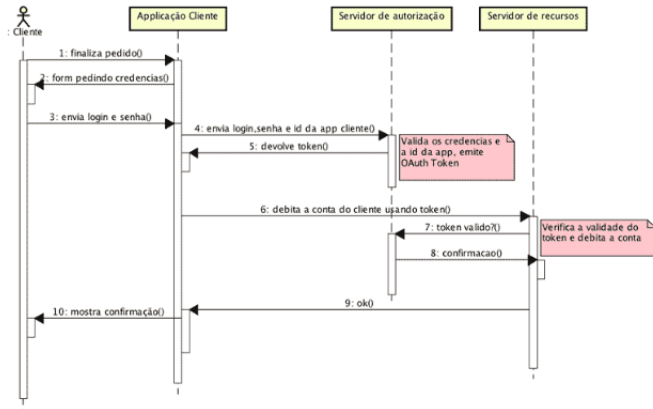 Applicação Cliente
Servidor de autorização
Servidor de recursos
: Cliente
1: finaliza pedido()
2: form pedindo credencias()
3: envia login e senha()
4: envia login,senha e id da app cliente()
5: devolve token()
Valida os credencias e
a id da app, emite
OAuth Token
6: debita a conta do cliente usando token()
7: token valido?()
Verifica a validade do
token e debita a conta
8: confirmacao()
9: ok()
10: mostra confirmação()